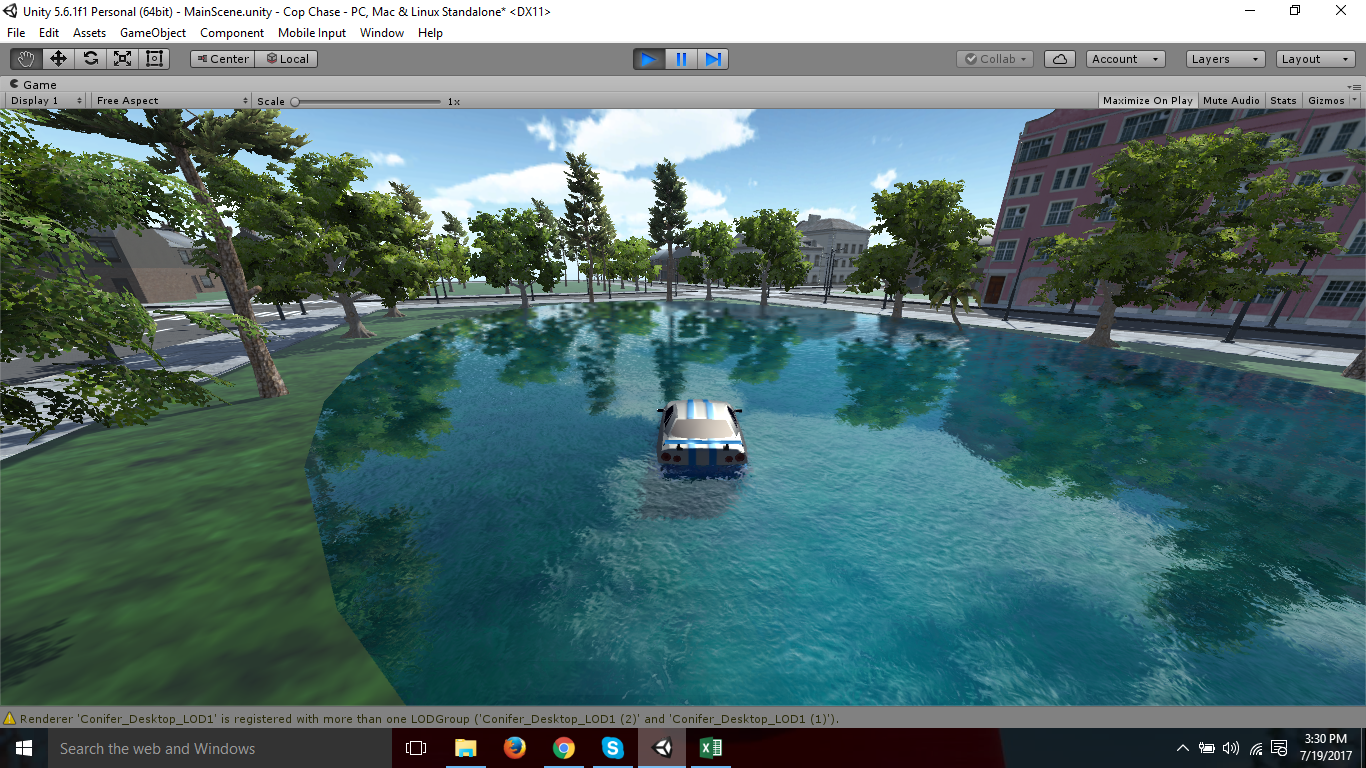 Unity 5.6.1f1 Personal (64bit) - MainScene.unity - Cop Chase - PC, Mac & Linux Standalone* <DX11>
File Edit Assets GameObject Component Mobile Input Window Help
Center Local Collab Account Layers Layout
Game
Display 1 Free Aspect Scale 1x Maximize On Play Mute Audio Stats Gizmos
Renderer 'Conifer_Desktop_LOD1' is registered with more than one LODGroup ('Conifer_Desktop_LOD1 (2)' and 'Conifer_Desktop_LOD1 (1)').
Search the web and Windows
3:30 PM
7/19/2017